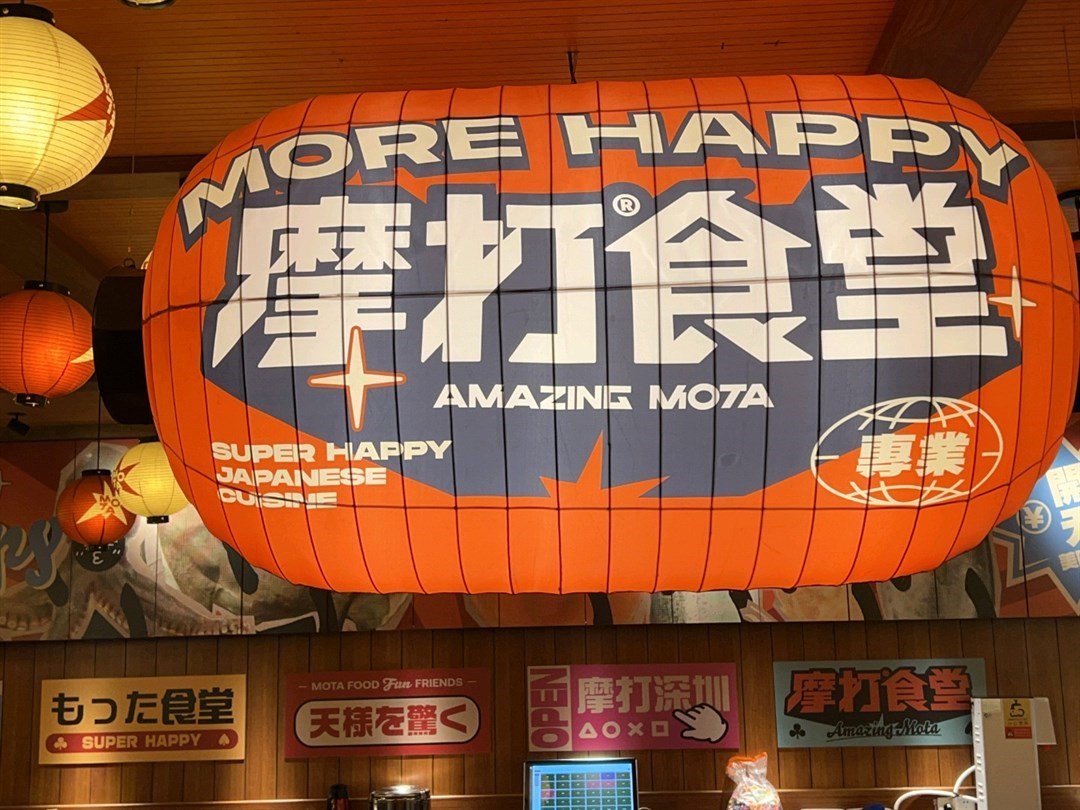 MORE HAPPY
摩打食堂®
AMAZING MOTA
SUPER HAPPY
JAPANESE
CUISINE
専業
開
天
もった食堂
SUPER HAPPY
MOTA FOOD Fun FRIENDS
天様を驚く
OPEN
摩打深圳
△○×□
摩打食堂
Amazing Mota